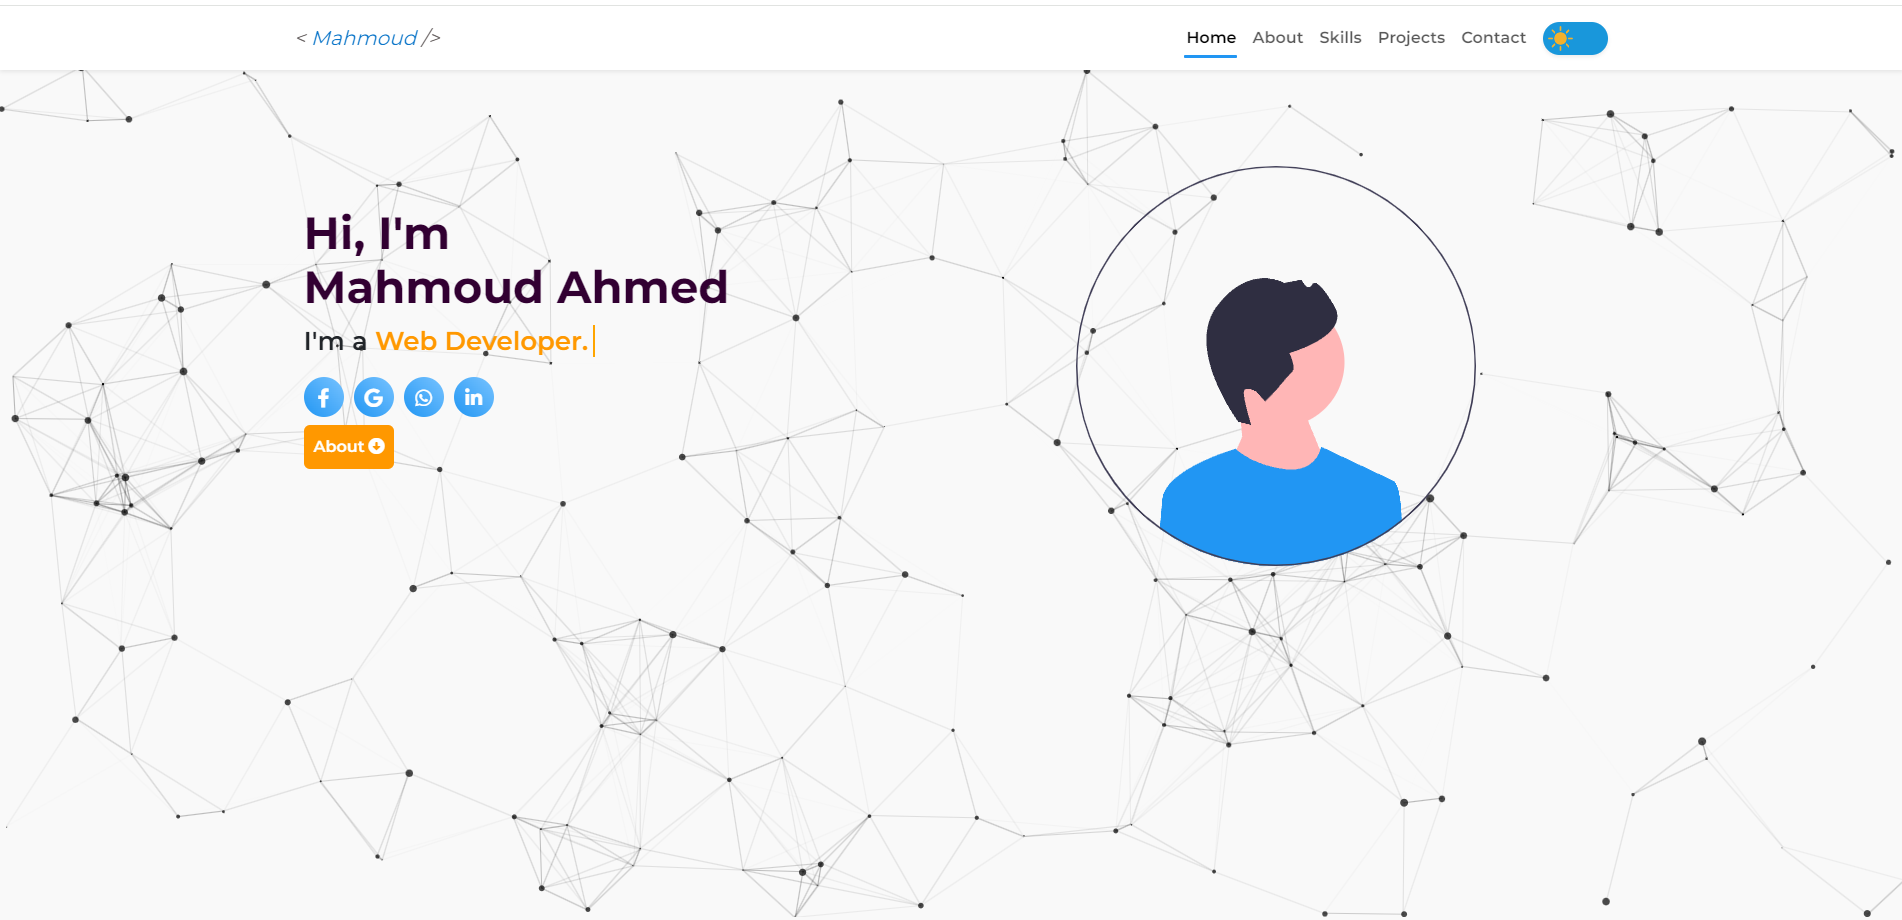 < Mahmoud />
Home About Skills Projects Contact
Hi, I'm
Mahmoud Ahmed
I'm a Web Developer.
About